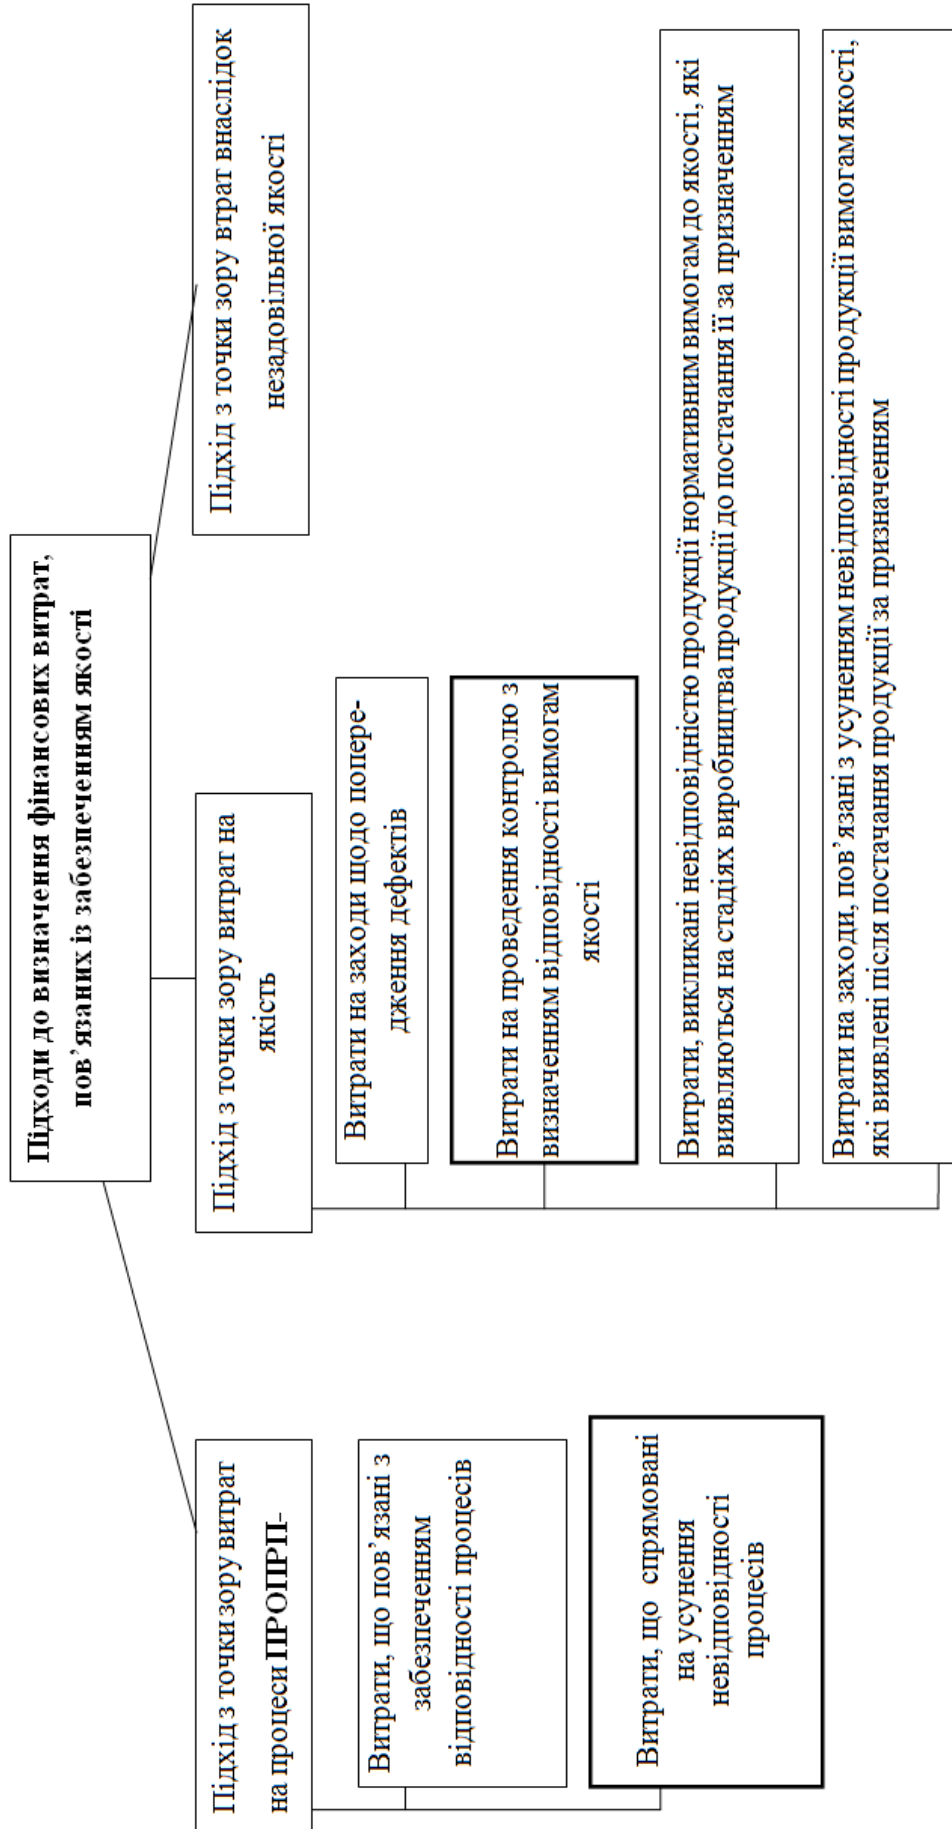 Підходи до визначення фінансових витрат,
пов’язаних із забезпеченням якості
Підхід з точки зору витрат
на процеси ПРОПРП-
Витрати, що пов’язані з
забезпеченням
відповідності процесів
Витрати, що спрямовані
на усунення
невідповідності
процесів
Підхід з точки зору витрат на
якість
Витрати на заходи щодо попере-
дження дефектів
Витрати на проведення контролю з
визначенням відповідності вимогам
якості
Витрати, викликані невідповідністю продукції нормативним вимогам до якості, які
виявляються на стадіях виробництва продукції до постачання її за призначенням
Витрати на заходи, пов’язані з усуненням невідповідності продукції вимогам якості,
які виявлені після постачання продукції за призначенням
Підхід з точки зору втрат внаслідок
незадовільної якості